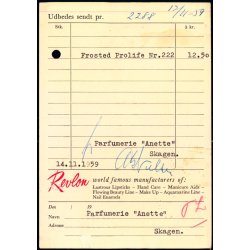 Udbedes sendt pr. 2288 12/11-59
Stk. à kr.
Frosted Prolife Nr.222 12.50
Parfumerie "Anette"
Skagen.
14.11.1959
Revlon world famous manufacturers of:
Lustrous Lipsticks - Hand Care - Manicure Aids
Flowing-Beauty Line - Make Up - Aquamarine Line
Nail Enamels
Den / 19
Navn: Parfumerie "Anette"
Adresse
Skagen.